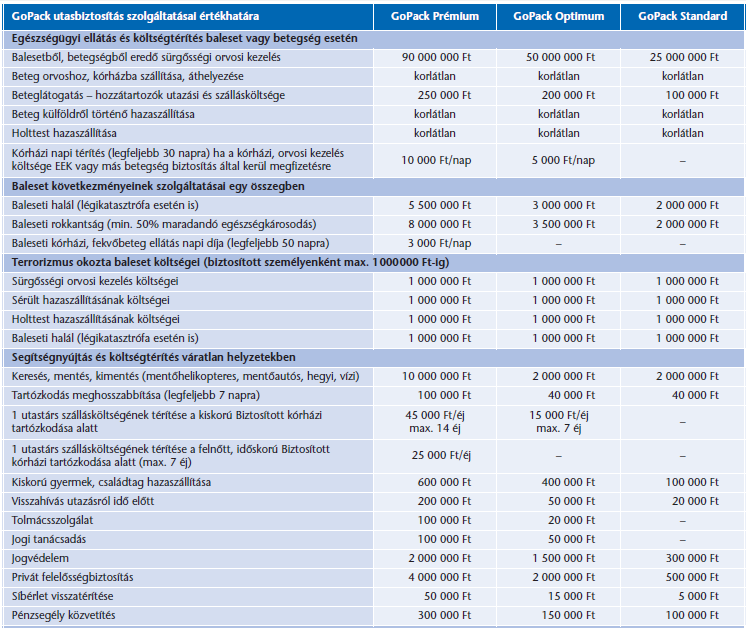 GoPack utasbiztosítás szolgáltatásai értékhatára GoPack Prémium GoPack Optimum GoPack Standard
Egészségügyi ellátás és költségtérítés baleset vagy betegség esetén
Balesetből, betegségből eredő sürgősségi orvosi kezelés 90 000 000 Ft 50 000 000 Ft 25 000 000 Ft
Beteg orvoshoz, kórházba szállítása, áthelyezése korlátlan korlátlan korlátlan
Beteglátogatás – hozzátartozók utazási és szállásköltsége 250 000 Ft 200 000 Ft 100 000 Ft
Beteg külföldről történő hazaszállítása korlátlan korlátlan korlátlan
Holttest hazaszállítása korlátlan korlátlan korlátlan
Kórházi napi térítés (legfeljebb 30 napra) ha a kórházi, orvosi kezelés
költsége EEK vagy más betegség biztosítás által kerül megfizetésre 10 000 Ft/nap 5 000 Ft/nap –
Baleset következményeinek szolgáltatásai egy összegben
Baleseti halál (légikatasztrófa esetén is) 5 500 000 Ft 3 000 000 Ft 2 000 000 Ft
Baleseti rokkantság (min. 50% maradandó egészségkárosodás) 8 000 000 Ft 3 500 000 Ft 2 000 000 Ft
Baleseti kórházi, fekvőbeteg ellátás napi díja (legfeljebb 50 napra) 3 000 Ft/nap – –
Terrorizmus okozta baleset költségei (biztosított személyenként max. 1 000 000 Ft-ig)
Sürgősségi orvosi kezelés költségei 1 000 000 Ft 1 000 000 Ft 1 000 000 Ft
Sérült hazaszállításának költségei 1 000 000 Ft 1 000 000 Ft 1 000 000 Ft
Holttest hazaszállításának költségei 1 000 000 Ft 1 000 000 Ft 1 000 000 Ft
Baleseti halál (légikatasztrófa esetén is) 1 000 000 Ft 1 000 000 Ft 1 000 000 Ft
Segítségnyújtás és költségtérítés váratlan helyzetekben
Keresés, mentés, kimentés (mentőhelikopteres, mentőautós, hegyi, vízi) 10 000 000 Ft 2 000 000 Ft 2 000 000 Ft
Tartózkodás meghosszabbítása (legfeljebb 7 napra) 100 000 Ft 40 000 Ft 40 000 Ft
1 utastárs szállásköltségének térítése a kiskorú Biztosított kórházi 45 000 Ft/éj 15 000 Ft/éj –
tartózkodása alatt max. 14 éj max. 7 éj
1 utastárs szállásköltségének térítése a felnőtt, időskorú Biztosított
kórházi tartózkodása alatt (max. 7 éj) 25 000 Ft/éj – –
Kiskorú gyermek, családtag hazaszállítása 600 000 Ft 400 000 Ft 100 000 Ft
Visszahívás utazásról idő előtt 200 000 Ft 50 000 Ft 20 000 Ft
Tolmácsszolgálat 100 000 Ft 20 000 Ft –
Jogi tanácsadás 100 000 Ft 50 000 Ft –
Jogvédelem 2 000 000 Ft 1 500 000 Ft 300 000 Ft
Privát felelősségbiztosítás 4 000 000 Ft 2 000 000 Ft 500 000 Ft
Síbérlet visszatérítése 50 000 Ft 15 000 Ft 5 000 Ft
Pénzsegély közvetítés 300 000 Ft 150 000 Ft 100 000 Ft